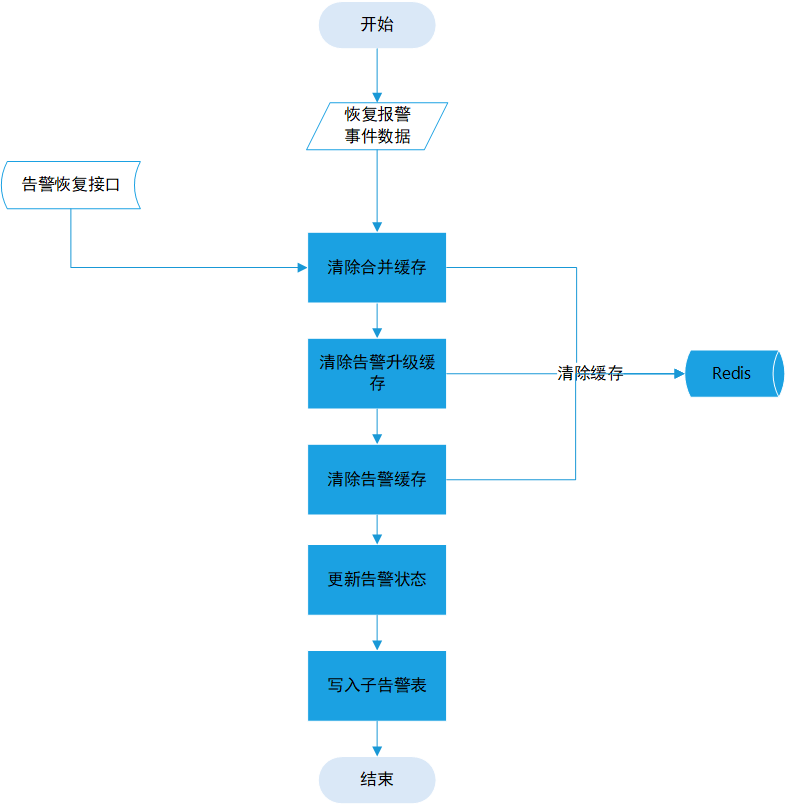 开始
恢复报警
事件数据
告警恢复接口
清除合并缓存
清除告警升级缓
存
清除缓存
Redis
清除告警缓存
更新告警状态
写入子告警表
结束